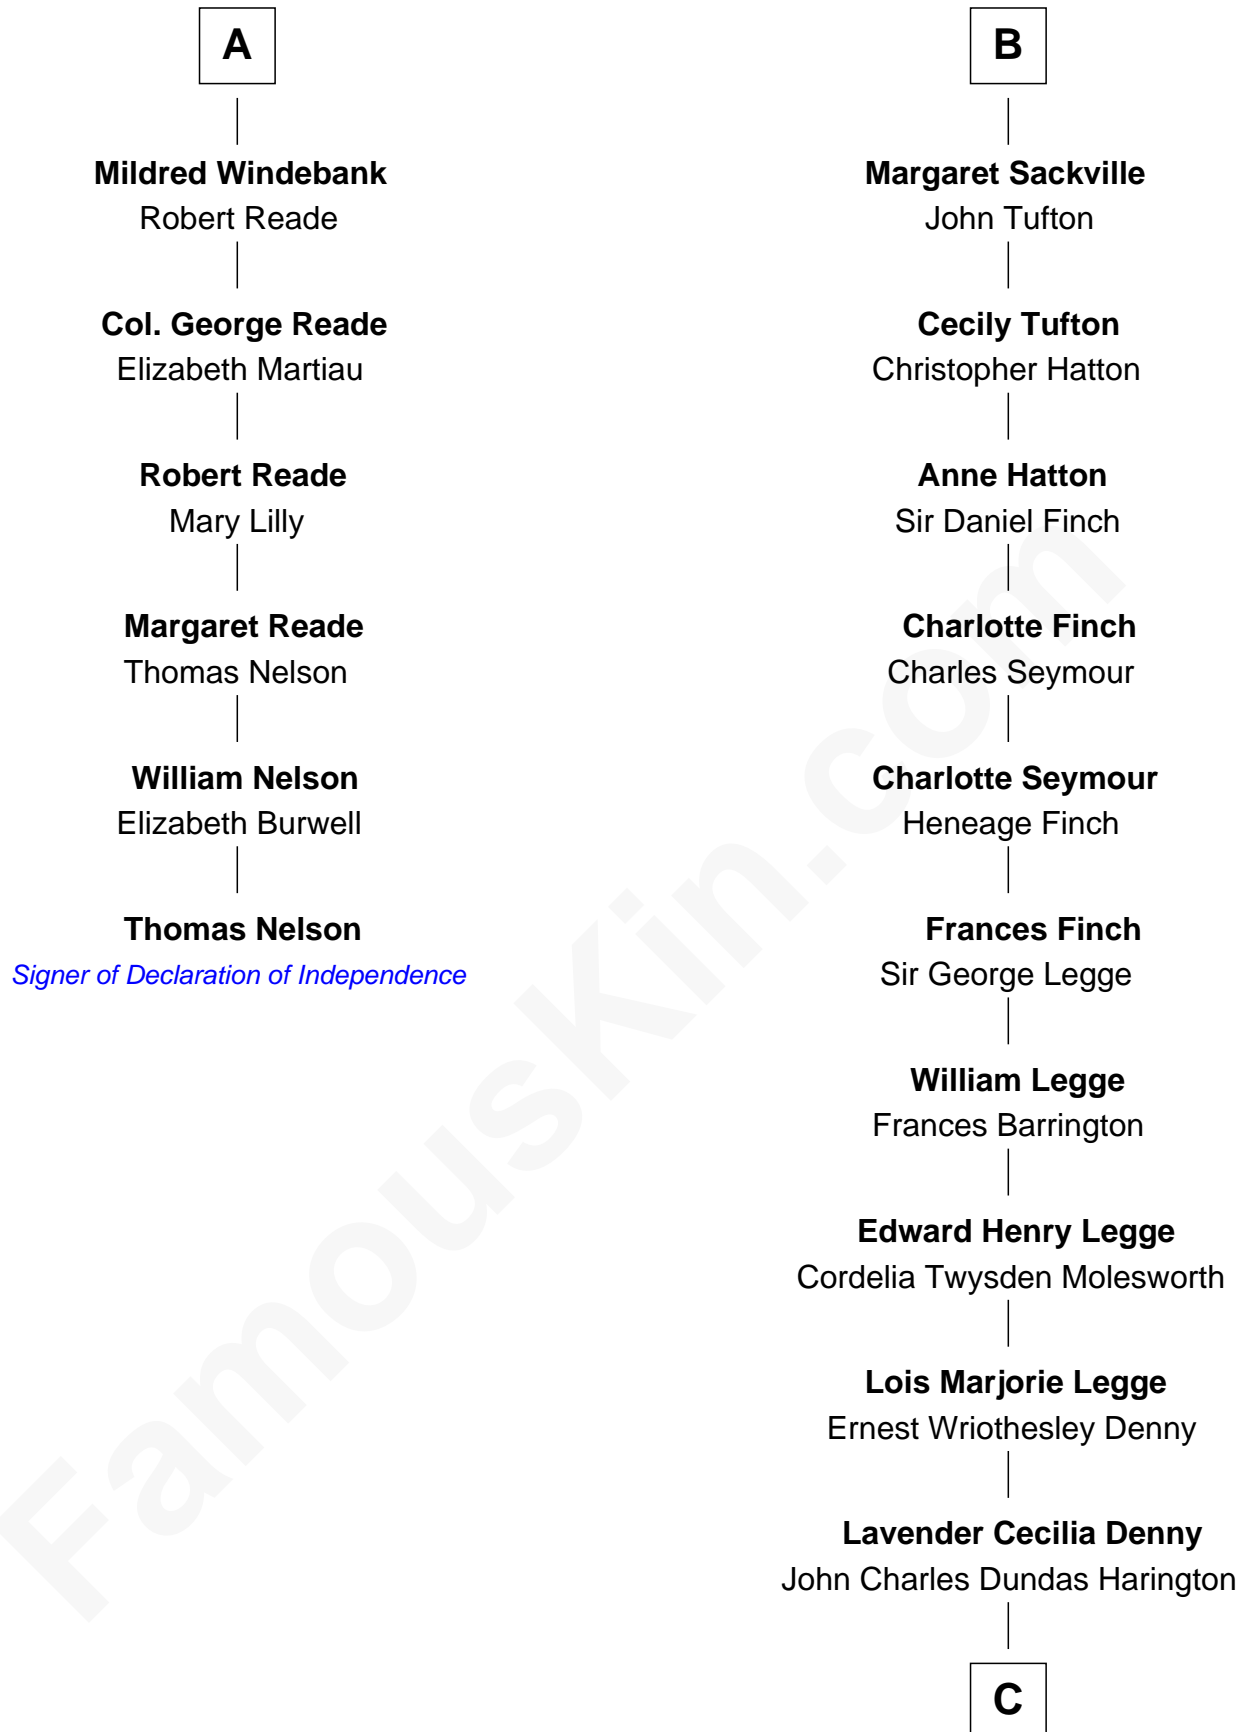 A
Mildred Windebank
Robert Reade
Col. George Reade
Elizabeth Martiau
Robert Reade
Mary Lilly
Margaret Reade
Thomas Nelson
William Nelson
Elizabeth Burwell
Thomas Nelson
Signer of Declaration of Independence
B
Margaret Sackville
John Tufton
Cecily Tufton
Christopher Hatton
Anne Hatton
Sir Daniel Finch
Charlotte Finch
Charles Seymour
Charlotte Seymour
Heneage Finch
Frances Finch
Sir George Legge
William Legge
Frances Barrington
Edward Henry Legge
Cordelia Twysden Molesworth
Lois Marjorie Legge
Ernest Wriothesley Denny
Lavender Cecilia Denny
John Charles Dundas Harington
C
FamousKin.com